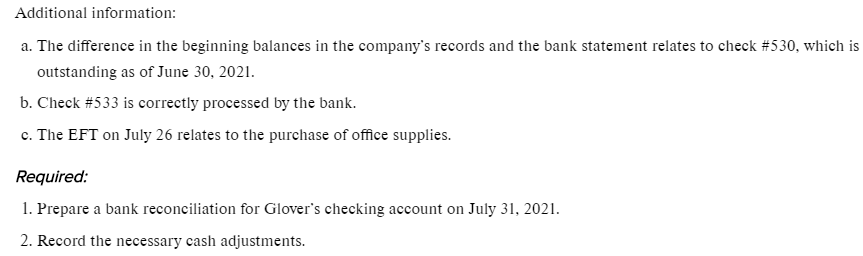 Additional information:
a. The difference in the beginning balances in the company's records and the bank statement relates to check #530, which is
outstanding as of June 30, 2021.
b. Check #533 is correctly processed by the bank.
c. The EFT on July 26 relates to the purchase of office supplies.
Required:
1. Prepare a bank reconciliation for Glover's checking account on July 31, 2021.
2. Record the necessary cash adjustments.